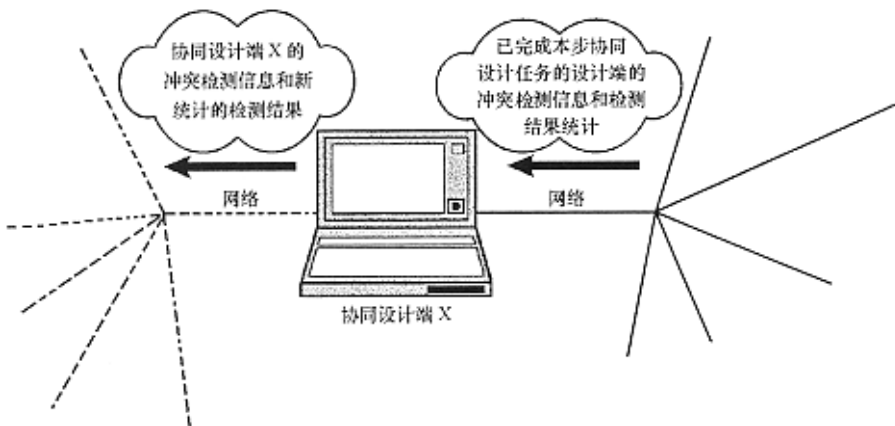 协同设计端 X 的
冲突检测信息和新
统计的检测结果
已完成本步协同
设计任务的设计端的
冲突检测信息和检测
结果统计
网络
网络
协同设计端 X